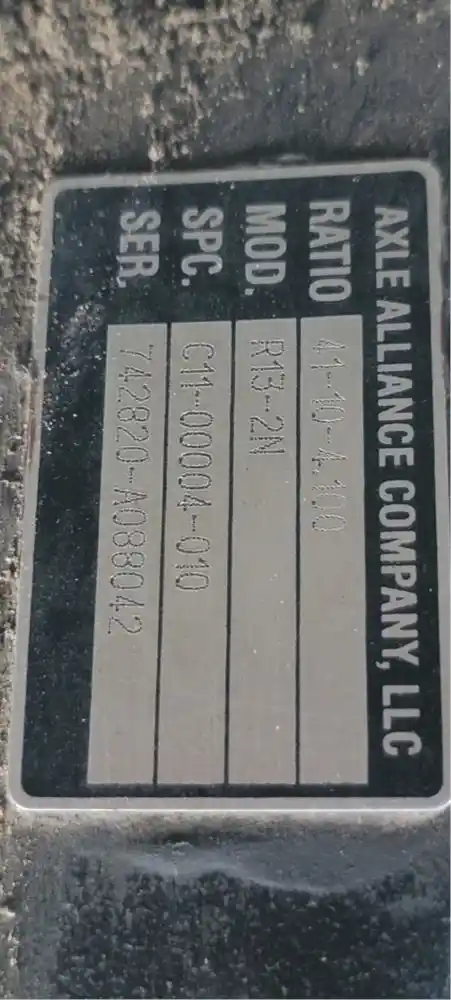 AXLE ALLIANCE COMPANY, LLC
RATIO 41-10-4.100
MOD. R13-2N
SPC. C11-00004-010
SER. 742820-A088042